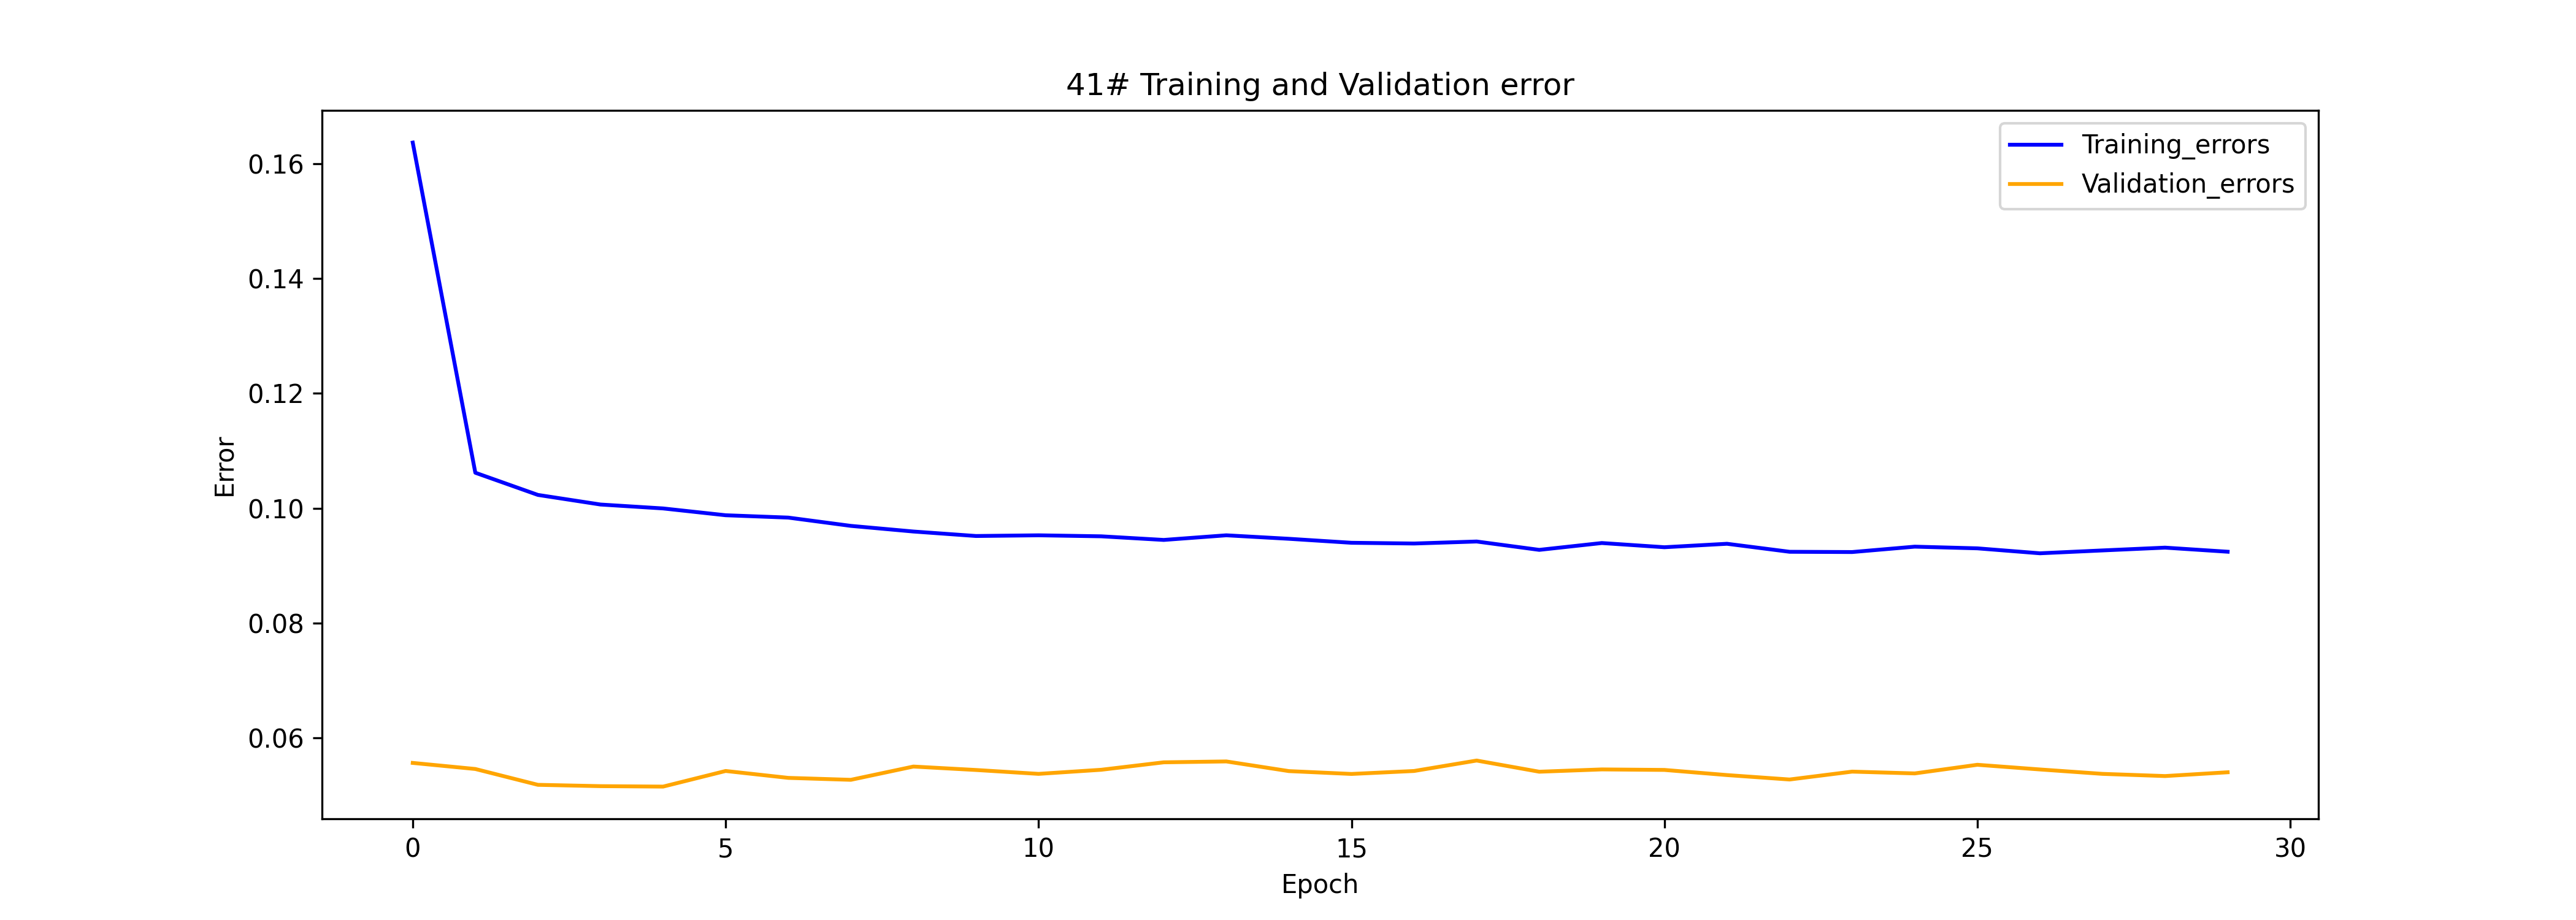 41# Training and Validation error
Training_errors
Validation_errors
0.16
0.14
0.12
0.10
0.08
0.06
Error
0 5 10 15 20 25 30
Epoch